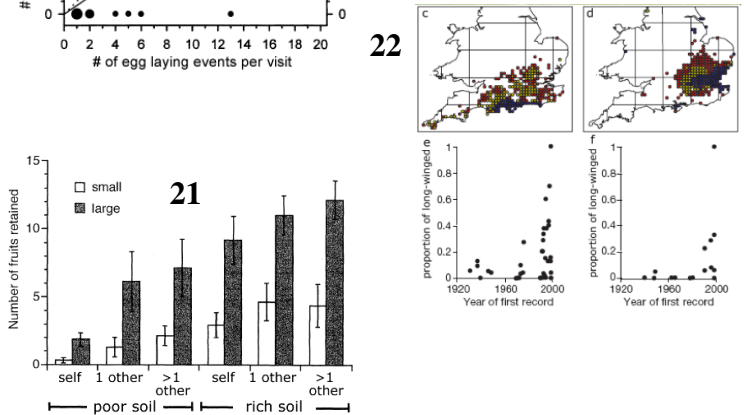 #
0
0
0 2 4 6 8 10 12 14 16 18 20
# of egg laying events per visit
22
c
d
e
f
proportion of long-winged
1
0.8
0.6
0.4
0.2
0
1920 1960 2000
Year of first record
proportion of long-winged
1
0.8
0.6
0.4
0.2
0
1920 1960 2000
Year of first record
21
small
large
Number of fruits retained
15
10
5
0
self 1 other >1 other self 1 other >1 other
poor soil rich soil